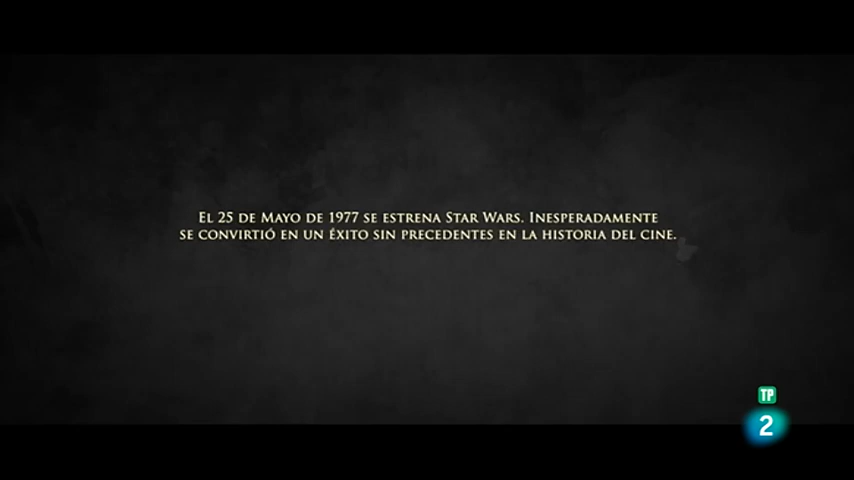 El 25 de Mayo de 1977 se estrena Star Wars. Inesperadamente
se convirtió en un éxito sin precedentes en la historia del cine.
TP
2